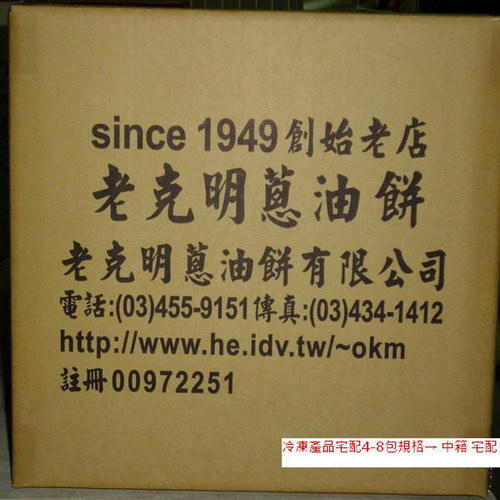 since 1949 創始老店
老克明蔥油餅
老克明蔥油餅有限公司
電話:(03)455-9151傳真:(03)434-1412
http://www.he.idv.tw/~okm
註冊00972251
冷凍產品宅配4-8包規格→ 中箱 宅配